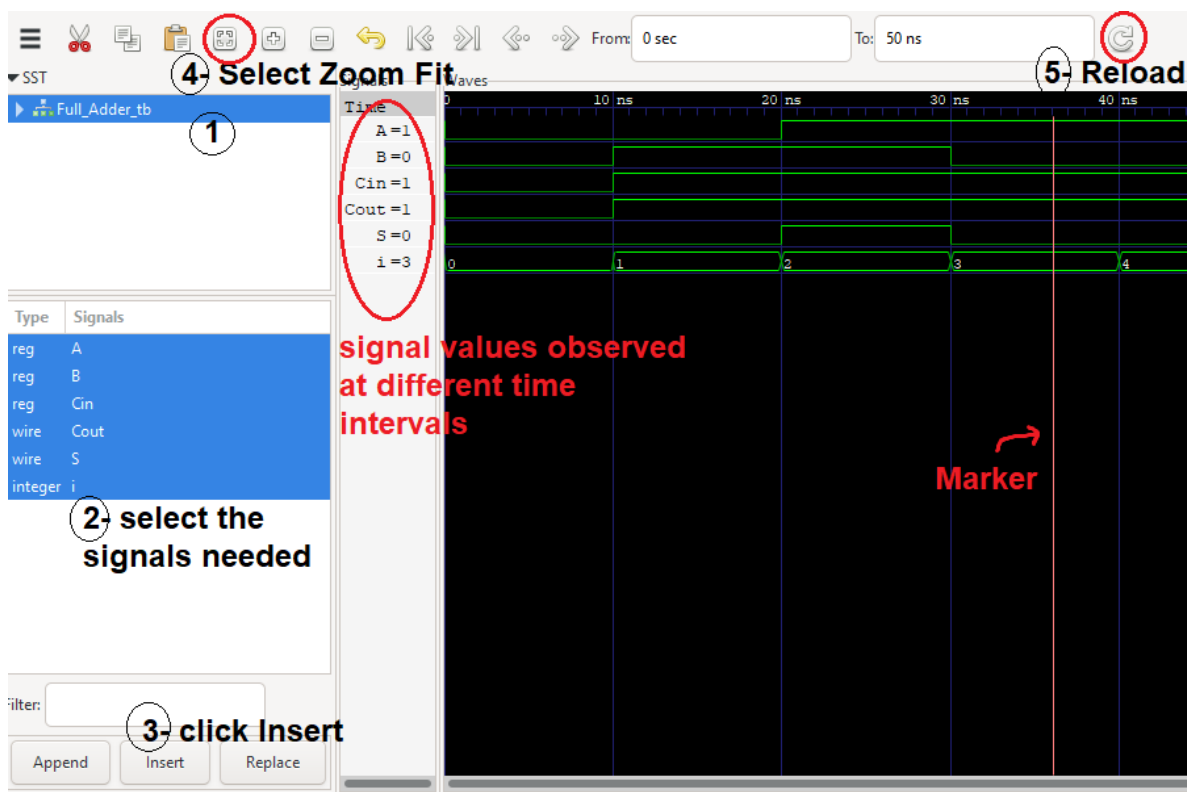 From: 0 sec To: 50 ns
SST
4- Select Zoom Fit
Signals
Waves
5- Reload
Full_Adder_tb
1
Time
0 10 ns 20 ns 30 ns 40 ns
A =1
B =0
Cin =1
Cout =1
S =0
i =3
0 1 2 3 4
Type Signals
reg A
reg B
reg Cin
wire Cout
wire S
integer i
signal values observed
at different time
intervals
Marker
2- select the
signals needed
Filter:
3- click Insert
Append Insert Replace